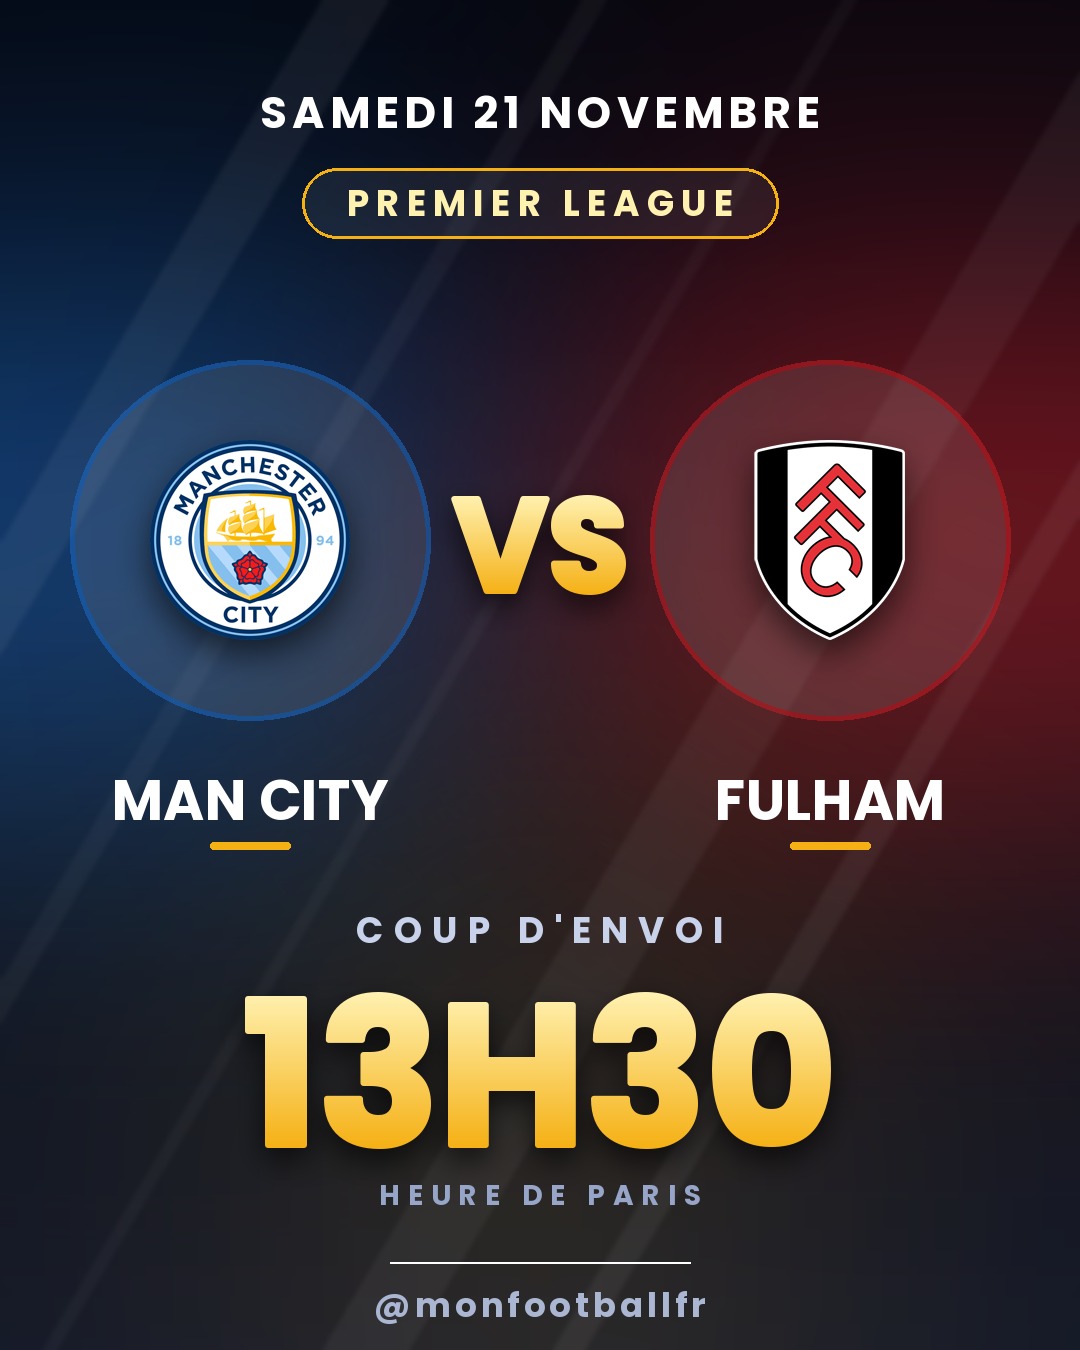 SAMEDI 21 NOVEMBRE
PREMIER LEAGUE
MANCHESTER
18 94
CITY
VS
FFC
MAN CITY
FULHAM
COUP D'ENVOI
13H30
HEURE DE PARIS
@monfootballfr